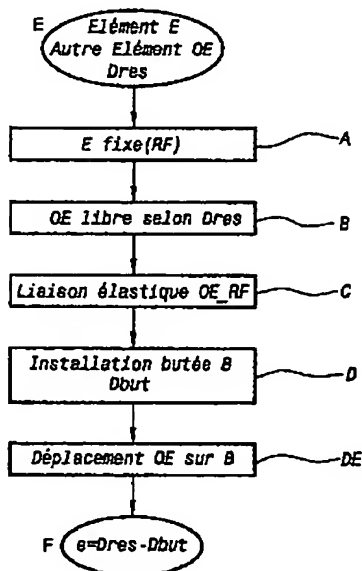 E
Elément E
Autre Elément OE
Dres
E fixe(RF)
A
OE libre selon Dres
B
Liaison élastique OE_RF
C
Installation butée B
Dbut
D
Déplacement OE sur B
DE
F
e=Dres-Dbut